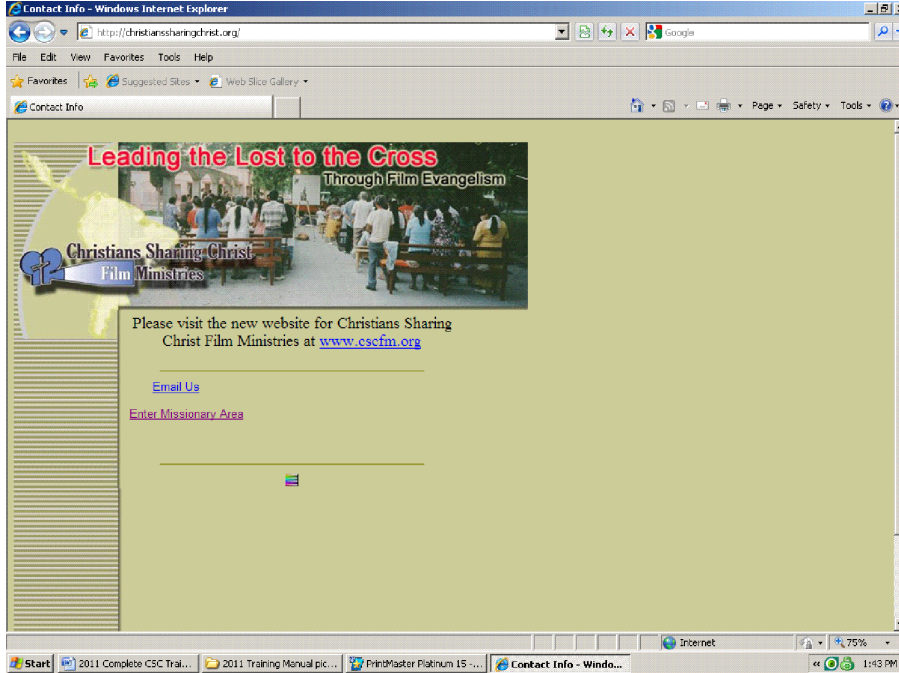 Contact Info - Windows Internet Explorer
http://christianssharingchrist.org/
Google
File Edit View Favorites Tools Help
Favorites Suggested Sites Web Slice Gallery
Contact Info
Page Safety Tools
Leading the Lost to the Cross
Through Film Evangelism
Christians Sharing Christ
Film Ministries
Please visit the new website for Christians Sharing
Christ Film Ministries at www.cscfm.org
Email Us
Enter Missionary Area
Internet
75%
Start
2011 Complete CSC Trai...
2011 Training Manual pic...
PrintMaster Platinum 15 -...
Contact Info - Windo...
1:43 PM